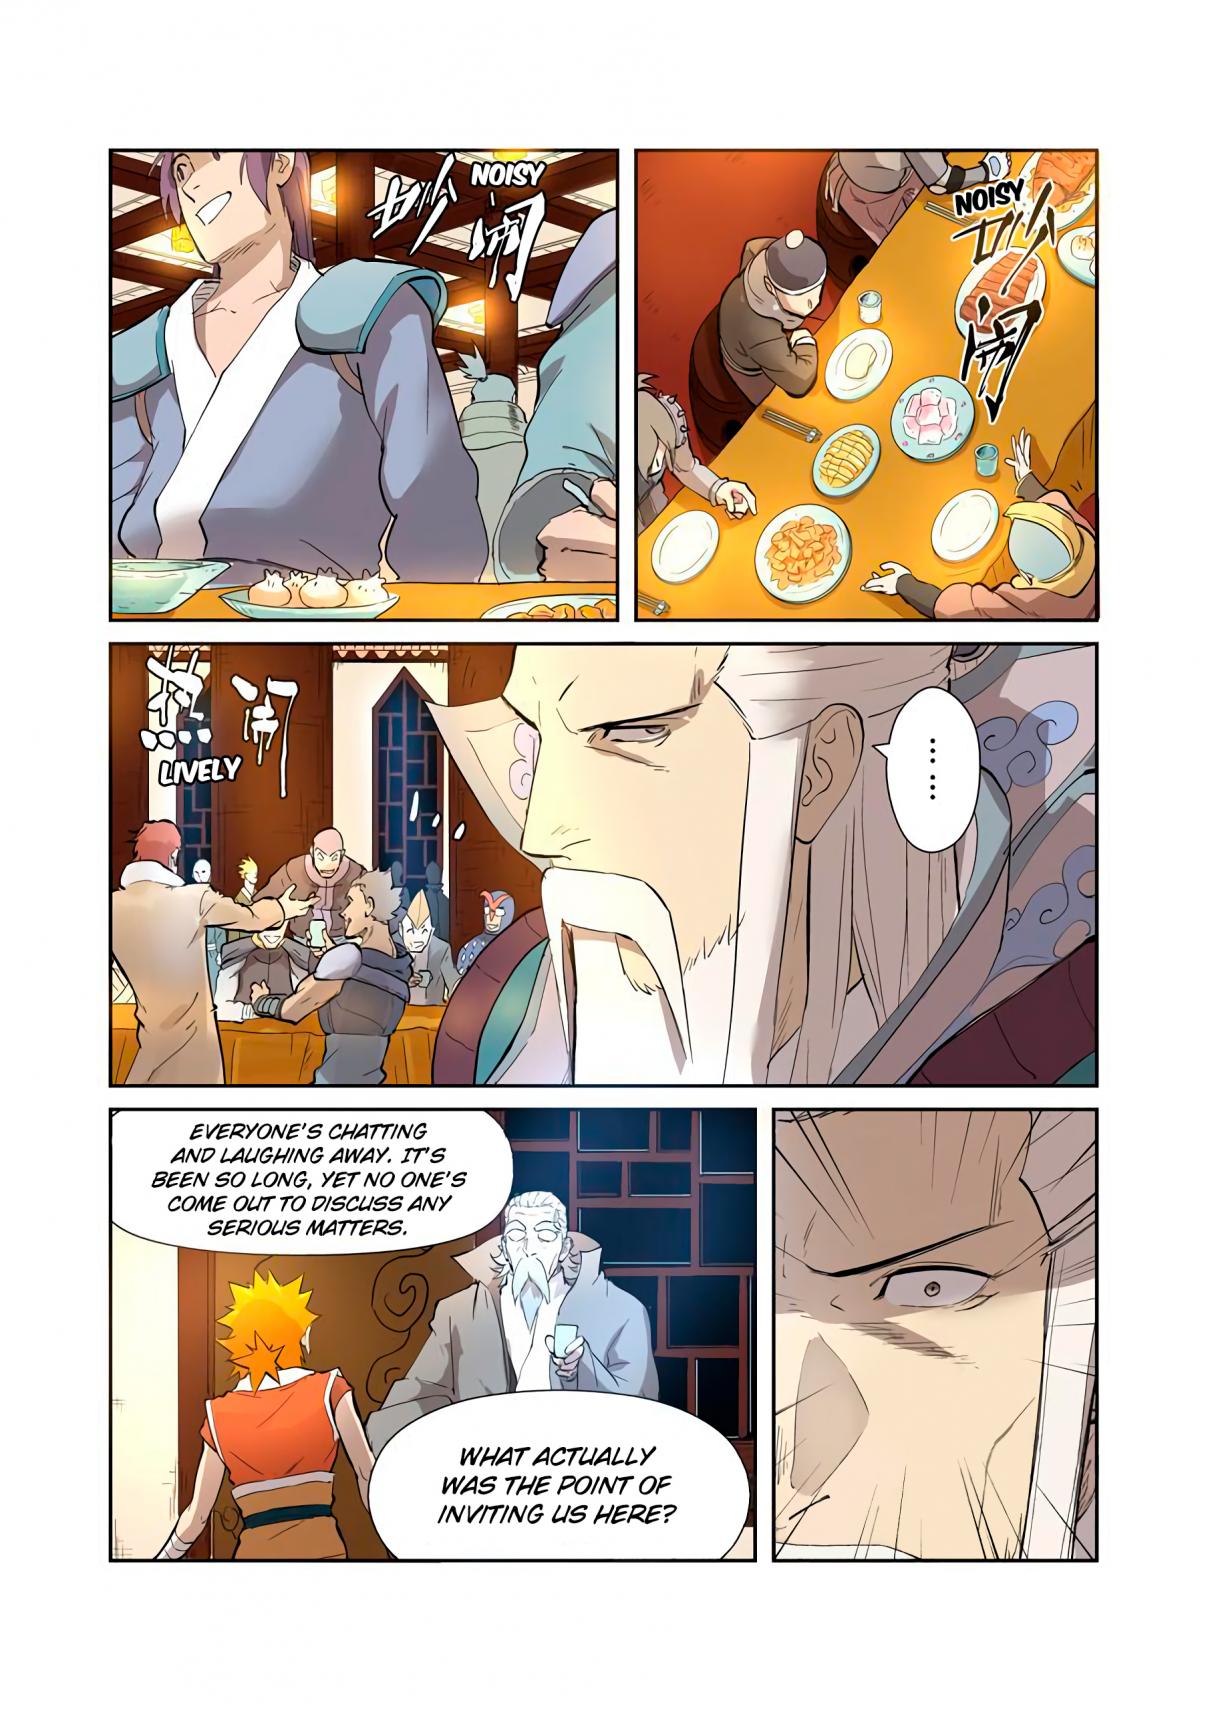 吵
NOISY
闹
NOISY
吵
闹
热
闹
LIVELY
......
EVERYONE'S CHATTING
AND LAUGHING AWAY. IT'S
BEEN SO LONG, YET NO ONE'S
COME OUT TO DISCUSS ANY
SERIOUS MATTERS.
WHAT ACTUALLY
WAS THE POINT OF
INVITING US HERE?